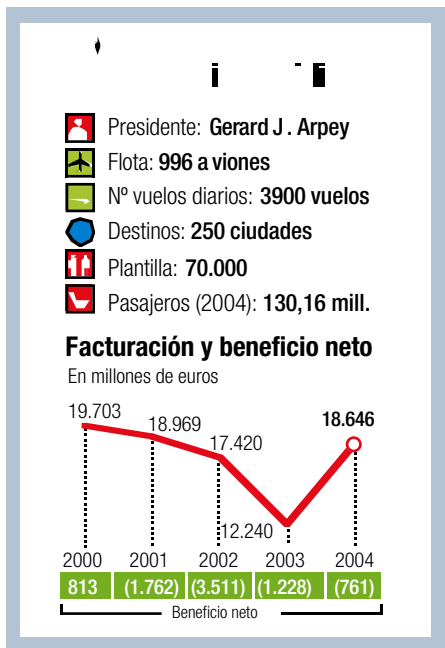 Presidente: Gerard J. Arpey
Flota: 996 aviones
Nº vuelos diarios: 3900 vuelos
Destinos: 250 ciudades
Plantilla: 70.000
Pasajeros (2004): 130,16 mill.
Facturación y beneficio neto
En millones de euros
19.703
18.969
17.420
12.240
18.646
2000 2001 2002 2003 2004
813 (1.762) (3.511) (1.228) (761)
Beneficio neto